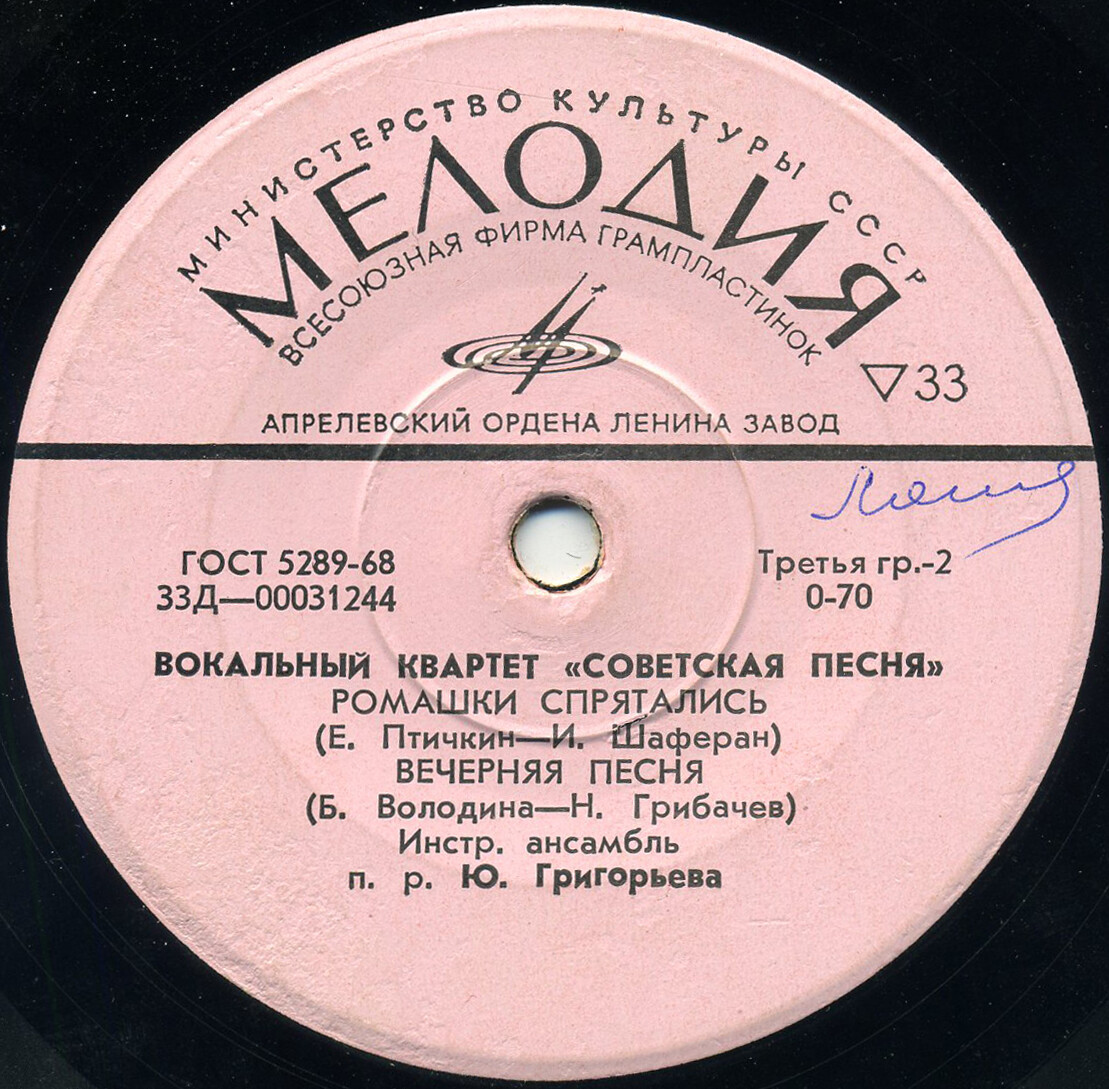 МИНИСТЕРСТВО КУЛЬТУРЫ СССР
МЕЛОДИЯ
ВСЕСОЮЗНАЯ ФИРМА ГРАМПЛАСТИНОК
33
АПРЕЛЕВСКИЙ ОРДЕНА ЛЕНИНА ЗАВОД
ГОСТ 5289-68
Третья гр.-2
33Д—00031244
0-70
ВОКАЛЬНЫЙ КВАРТЕТ «СОВЕТСКАЯ ПЕСНЯ»
РОМАШКИ СПРЯТАЛИСЬ
(Е. Птичкин—И. Шаферан)
ВЕЧЕРНЯЯ ПЕСНЯ
(Б. Володина—Н. Грибачев)
Инстр. ансамбль
п. р. Ю. Григорьева